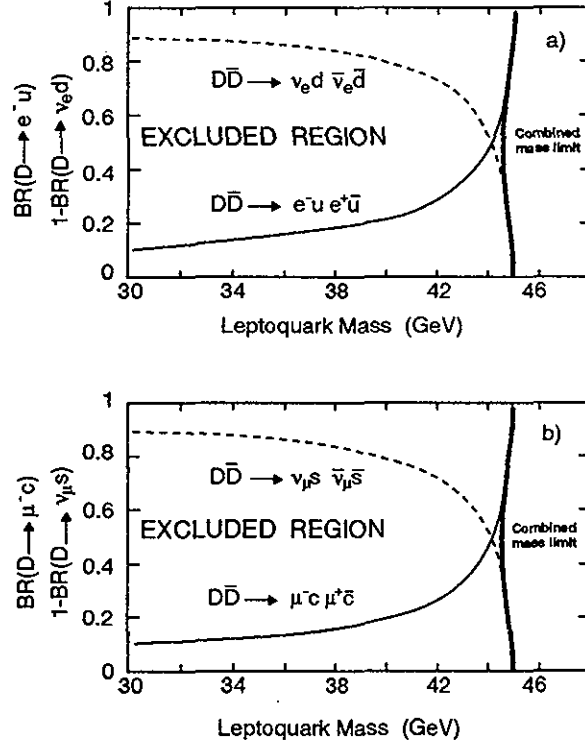 a)
1
0.8
0.6
0.4
0.2
0
BR(D→e⁻u)
1-BR(D→νₑd)
DD̄ → νₑd ν̄ₑd̄
EXCLUDED REGION
Combined
mass limit
DD̄ → e⁻u e⁺ū
30 34 38 42 46
Leptoquark Mass (GeV)
b)
1
0.8
0.6
0.4
0.2
0
BR(D→μ⁻c)
1-BR(D→νμs)
DD̄ → νμs ν̄μs̄
EXCLUDED REGION
Combined
mass limit
DD̄ → μ⁻c μ⁺c̄
30 34 38 42 46
Leptoquark Mass (GeV)